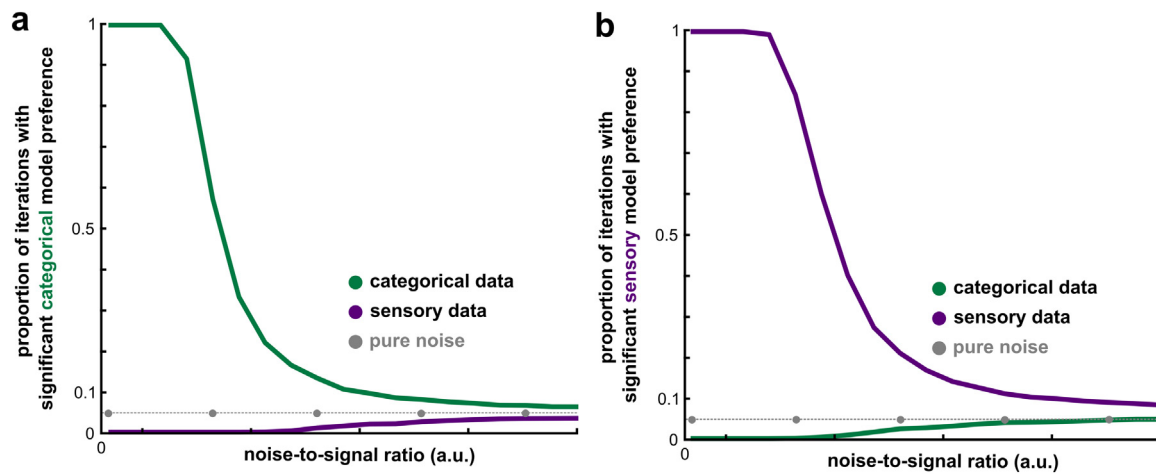 a
proportion of iterations with
significant categorical model preference
1
0.5
0.1
0
categorical data
sensory data
pure noise
0
noise-to-signal ratio (a.u.)
b
proportion of iterations with
significant sensory model preference
1
0.5
0.1
0
categorical data
sensory data
pure noise
0
noise-to-signal ratio (a.u.)